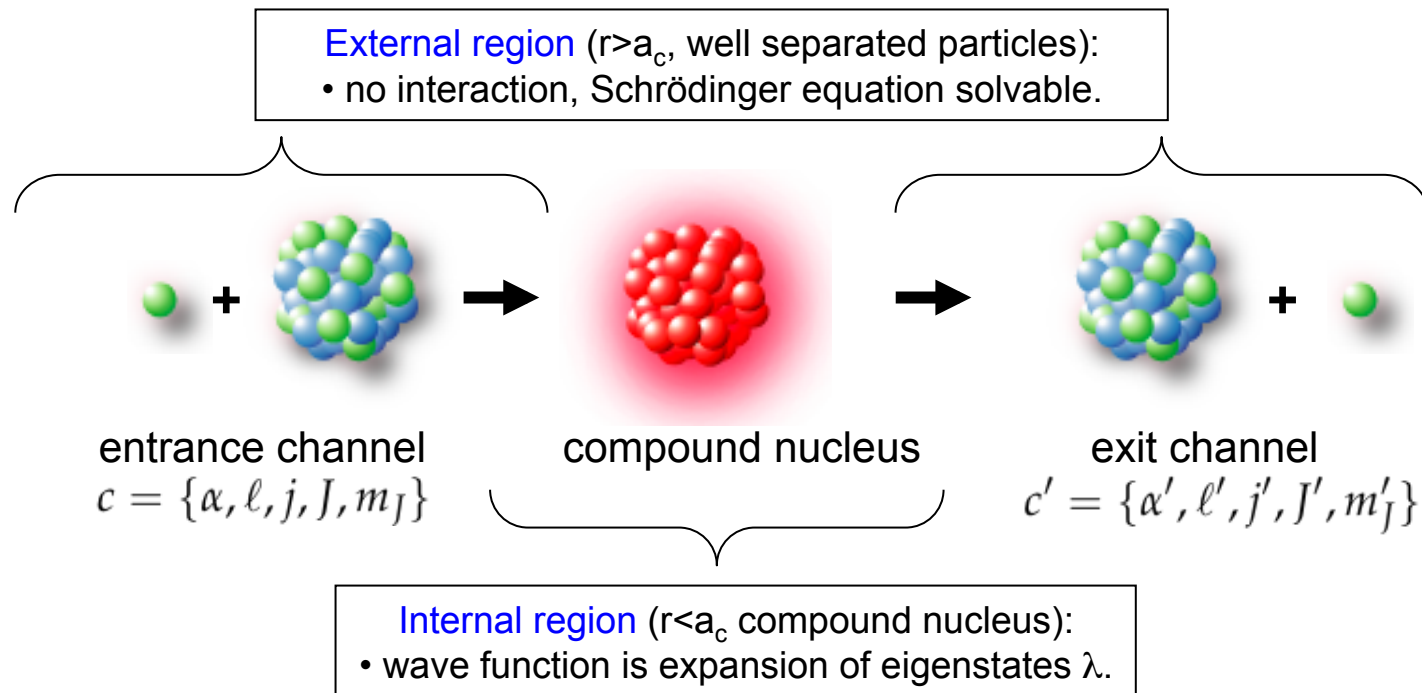 External region (r>a_c, well separated particles):
• no interaction, Schrödinger equation solvable.
+
+
entrance channel
compound nucleus
exit channel
c = {α, ℓ, j, J, m_J}
c′ = {α′, ℓ′, j′, J′, m′_J}
Internal region (r<a_c compound nucleus):
• wave function is expansion of eigenstates λ.